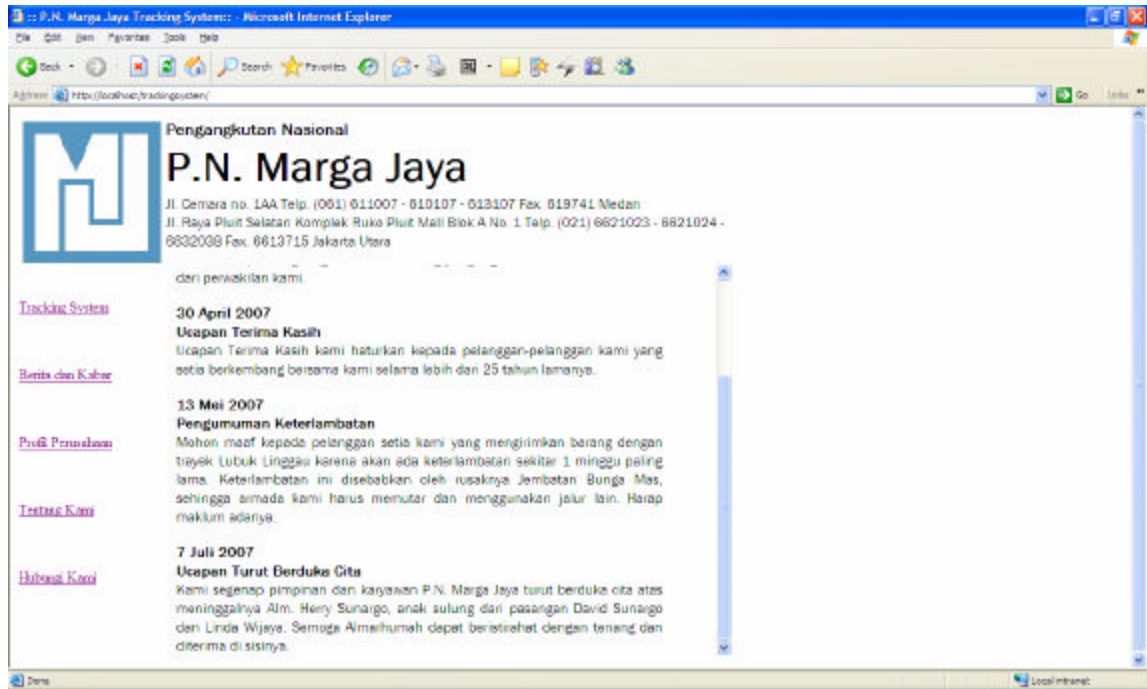 :: P.N. Marga Jaya Tracking System:: - Microsoft Internet Explorer
File Edit View Favorites Tools Help
Back Search Favorites
Address http://localhost/trackingsystem/ Go Links
MJ
Pengangkutan Nasional
P.N. Marga Jaya
Jl. Cemara no. 1AA Telp. (061) 611007 - 610107 - 613107 Fax. 619741 Medan
Jl. Raya Pluit Selatan Komplek Ruko Pluit Mall Blok A No. 1 Telp. (021) 6621023 - 6621024 -
6632038 Fax. 6613715 Jakarta Utara
dari perwakilan kami.
Tracking System
Berita dan Kabar
Profil Perusahaan
Tentang Kami
Hubungi Kami
30 April 2007
Ucapan Terima Kasih
Ucapan Terima Kasih kami haturkan kepada pelanggan-pelanggan kami yang
setia berkembang bersama kami selama lebih dari 25 tahun lamanya.
13 Mei 2007
Pengumuman Keterlambatan
Mohon maaf kepada pelanggan setia kami yang mengirimkan barang dengan
trayek Lubuk Linggau karena akan ada keterlambatan sekitar 1 minggu paling
lama. Keterlambatan ini disebabkan oleh rusaknya Jembatan Bunga Mas,
sehingga armada kami harus memutar dan menggunakan jalur lain. Harap
maklum adanya.
7 Juli 2007
Ucapan Turut Berduka Cita
Kami segenap pimpinan dan karyawan P.N. Marga Jaya turut berduka cita atas
meninggalnya Alm. Herry Sunargo, anak sulung dari pasangan David Sunargo
dan Linda Wijaya. Semoga Almarhumah dapat beristirahat dengan tenang dan
diterima di sisinya.
Done
Local intranet